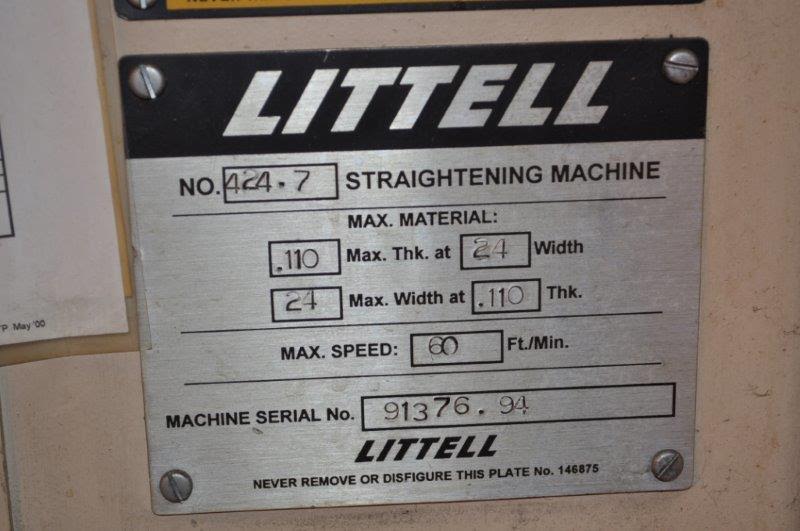 LITTELL
NO. 424.7 STRAIGHTENING MACHINE
MAX. MATERIAL:
.110 Max. Thk. at 24 Width
24 Max. Width at .110 Thk.
MAX. SPEED: 60 Ft./Min.
MACHINE SERIAL No. 91376.94
LITTELL
NEVER REMOVE OR DISFIGURE THIS PLATE No. 146875
May '00